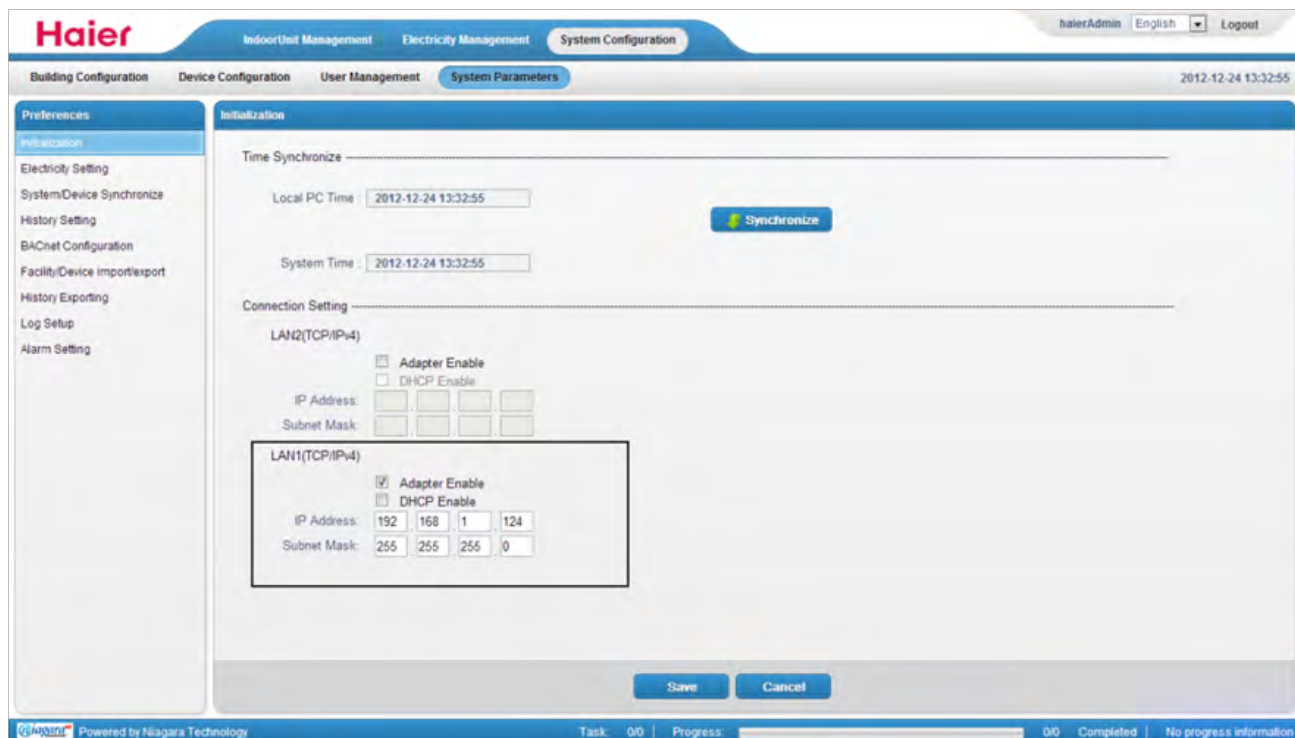 Haier
IndoorUnit Management Electricity Management System Configuration
haierAdmin English Logout
Building Configuration Device Configuration User Management System Parameters
2012-12-24 13:32:55
Preferences
Initialization
Electricity Setting
System/Device Synchronize
History Setting
BACnet Configuration
Facility/Device import/export
History Exporting
Log Setup
Alarm Setting
Initialization
Time Synchronize
Local PC Time : 2012-12-24 13:32:55
Synchronize
System Time : 2012-12-24 13:32:55
Connection Setting
LAN2(TCP/IPv4)
Adapter Enable
DHCP Enable
IP Address:
Subnet Mask:
LAN1(TCP/IPv4)
Adapter Enable
DHCP Enable
IP Address: 192 . 168 . 1 . 124
Subnet Mask: 255 . 255 . 255 . 0
Save Cancel
Niagara Powered by Niagara Technology
Task: 0/0 | Progress: 0/0 Completed | No progress information